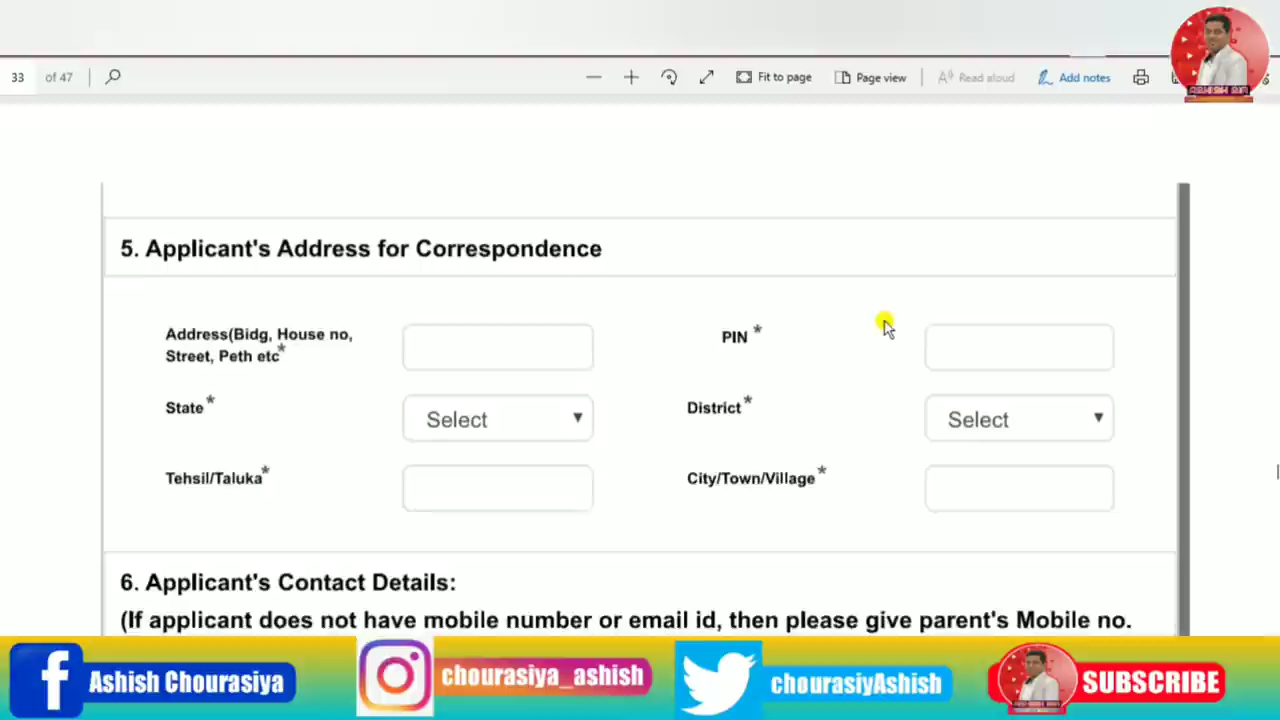 33 of 47 Fit to page Page view Read aloud Add notes
ASHISH SIR
5. Applicant's Address for Correspondence
Address(Bidg, House no,
Street, Peth etc*
PIN *
State* Select
District* Select
Tehsil/Taluka*
City/Town/Village*
6. Applicant's Contact Details:
(If applicant does not have mobile number or email id, then please give parent's Mobile no.
Ashish Chourasiya chourasiya_ashish chourasiyAshish SUBSCRIBE